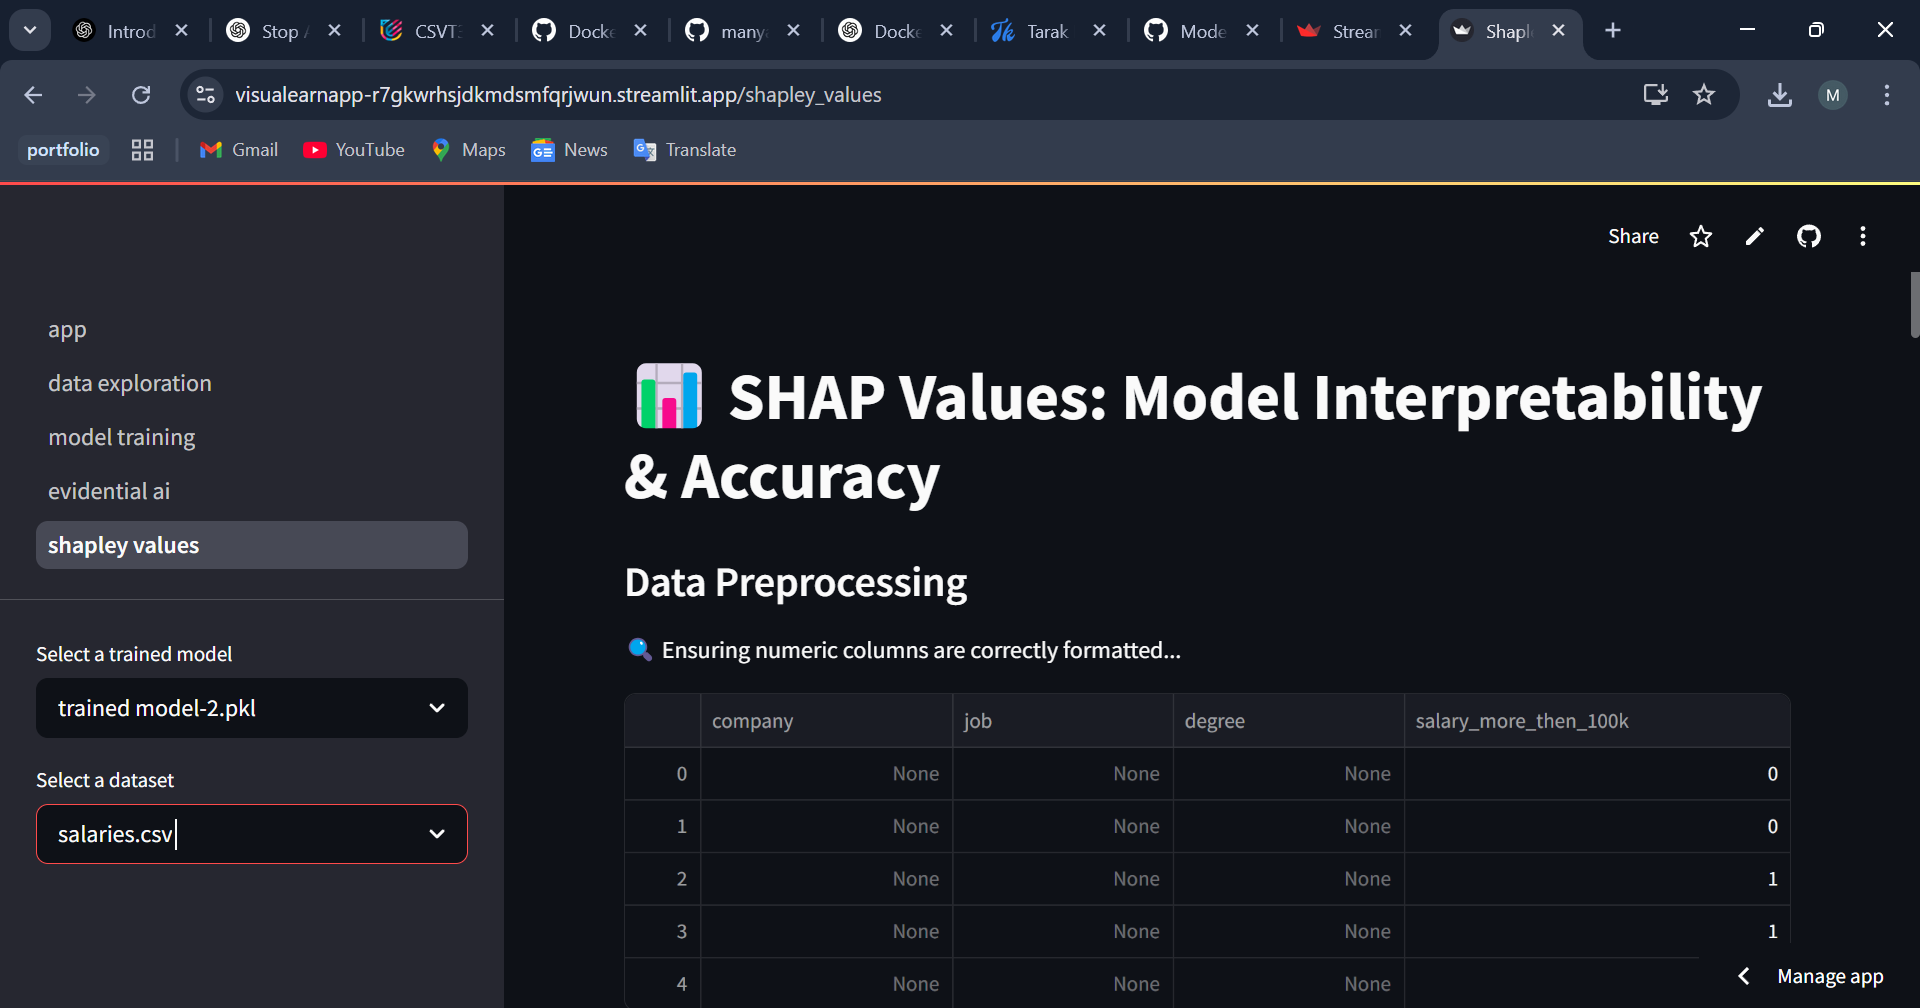 Introd
Stop A
CSVT
Docke
many
Docke
Tarak
Mode
Strear
Shapl
visualearnapp-r7gkwrhsjdkmdsmfqrjwun.streamlit.app/shapley_values
M
portfolio
Gmail
YouTube
Maps
News
Translate
Share
app
data exploration
model training
evidential ai
shapley values
Select a trained model
trained model-2.pkl
Select a dataset
salaries.csv
📊 SHAP Values: Model Interpretability
& Accuracy
Data Preprocessing
🔍 Ensuring numeric columns are correctly formatted...
company job degree salary_more_then_100k
0 None None None 0
1 None None None 0
2 None None None 1
3 None None None 1
4 None None None
Manage app